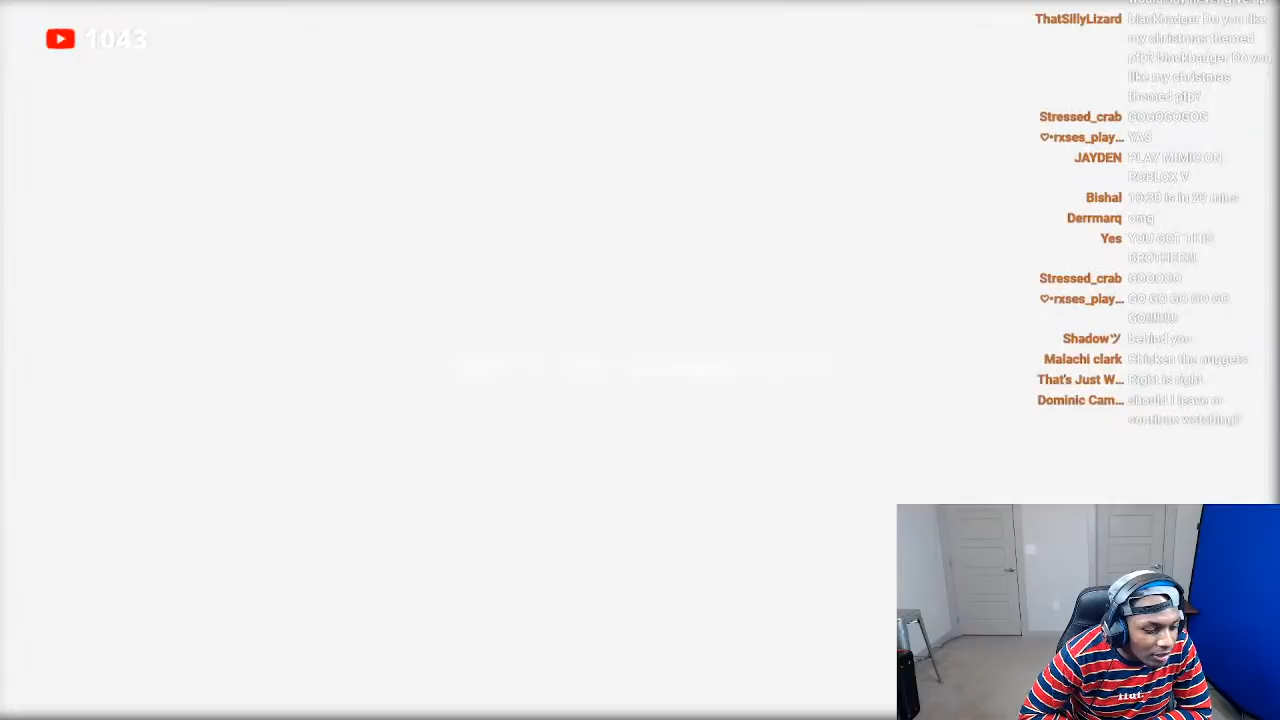 1043
ThatSillyLizard blackbadger Do you like
my christmas themed
pfp? blackbadger Do you
like my christmas
themed pfp?
Stressed_crab GOGOGOGOG
♡•rxses_play... YAS
JAYDEN PLAY MIMIC ON
ROBLOX V
Bishal 10:30 is in 20 mins
Derrmarq omg
Yes YOU GOT THIS
BROTHER!!!
Stressed_crab GOOOOO
♡•rxses_play... GO GO GO GO GO
GO!!!!!!!!
Shadowツ behind you
Malachi clark Chicken the nuggets
That's Just W... Right is right
Dominic Cam... should I leave or
continue watching?